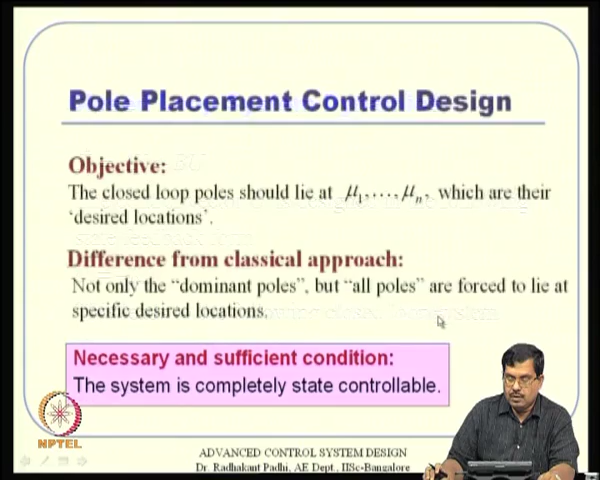 Pole Placement Control Design
Objective:
The closed loop poles should lie at μ₁,…,μₙ, which are their
'desired locations'.
Difference from classical approach:
Not only the "dominant poles", but "all poles" are forced to lie at
specific desired locations.
Necessary and sufficient condition:
The system is completely state controllable.
NPTEL
ADVANCED CONTROL SYSTEM DESIGN
Dr. Radhakant Padhi, AE Dept., IISc-Bangalore